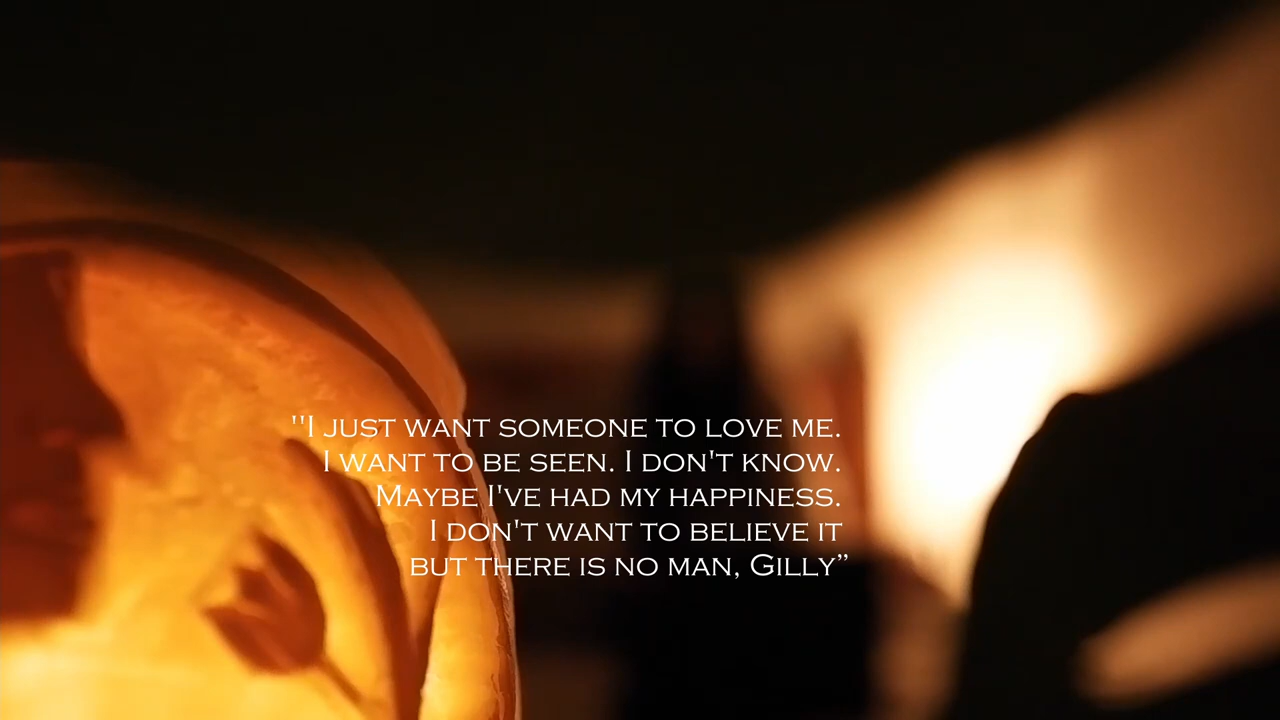 "I just want someone to love me.
I want to be seen. I don't know.
Maybe I've had my happiness.
I don't want to believe it
but there is no man, Gilly”